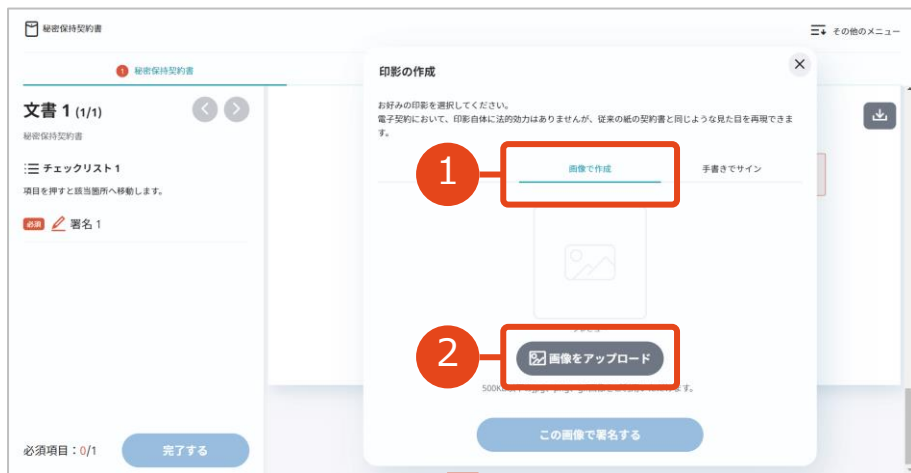 秘密保持契約書
その他のメニュー
1 秘密保持契約書
文書 1 (1/1)
秘密保持契約書
チェックリスト 1
項目を押すと該当箇所へ移動します。
必須 署名 1
必須項目：0/1
完了する
印影の作成
お好みの印影を選択してください。
電子契約において、印影自体に法的効力はありませんが、従来の紙の契約書と同じような見た目を再現できま
す。
1
画像で作成
手書きでサイン
2
画像をアップロード
500K
ます。
この画像で署名する